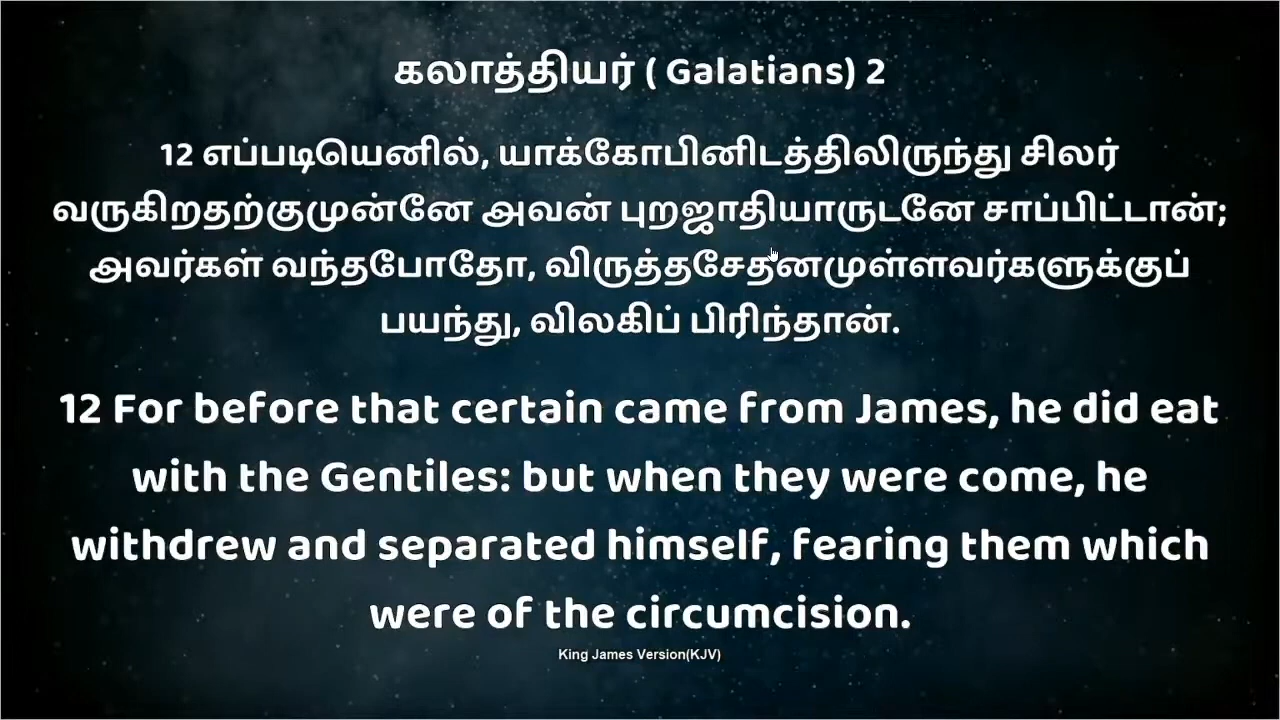 கலாத்தியர் ( Galatians) 2
12 எப்படியெனில், யாக்கோபினிடத்திலிருந்து சிலர்
வருகிறதற்குமுன்னே அவன் புறஜாதியாருடனே சாப்பிட்டான்;
அவர்கள் வந்தபோதோ, விருத்தசேதனமுள்ளவர்களுக்குப்
பயந்து, விலகிப் பிரிந்தான்.
12 For before that certain came from James, he did eat
with the Gentiles: but when they were come, he
withdrew and separated himself, fearing them which
were of the circumcision.
King James Version(KJV)